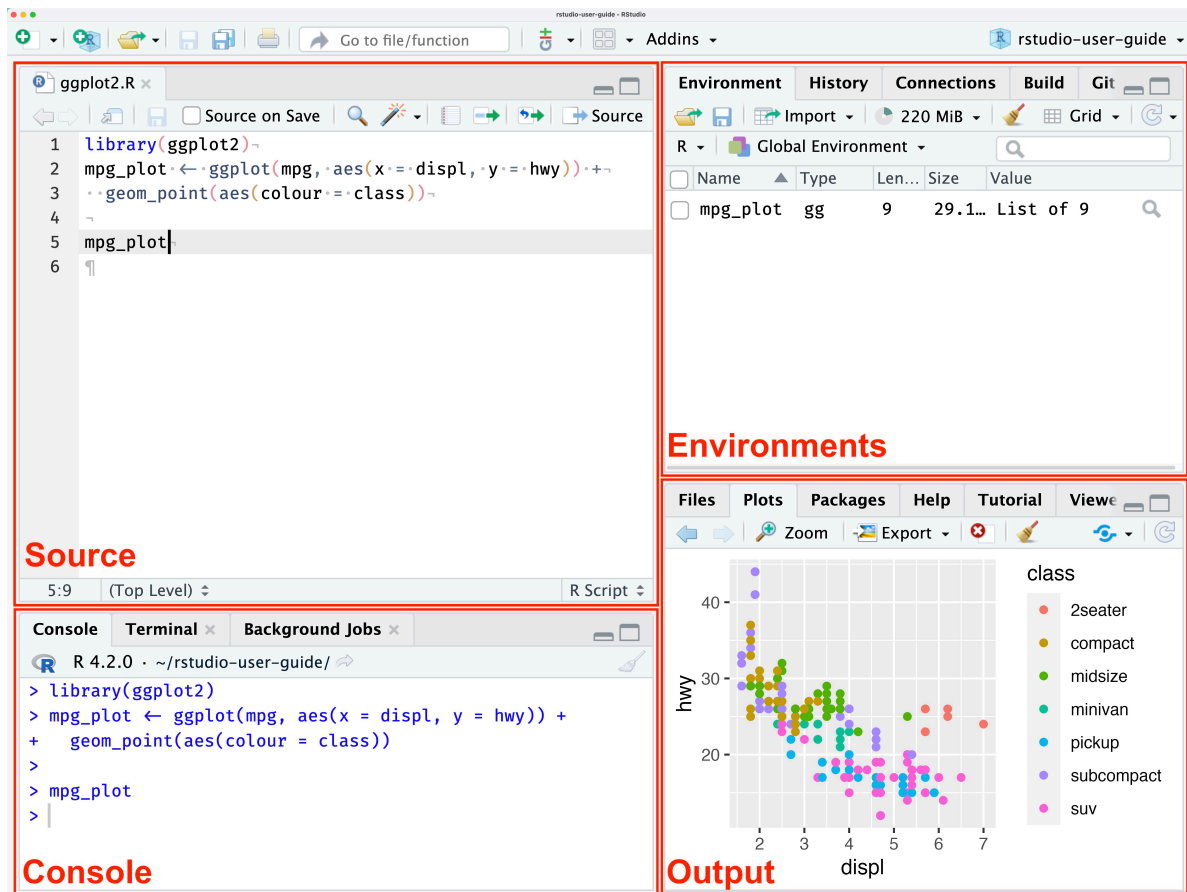 rstudio-user-guide - RStudio
Go to file/function
Addins
rstudio-user-guide
ggplot2.R
Source on Save
Source
1 library(ggplot2)¬
2 mpg_plot·←·ggplot(mpg,·aes(x·=·displ,·y·=·hwy))·+¬
3 ··geom_point(aes(colour·=·class))¬
4 ¬
5 mpg_plot¬
6 ¶
Source
5:9 (Top Level) R Script
Console Terminal Background Jobs
R 4.2.0 · ~/rstudio-user-guide/
> library(ggplot2)
> mpg_plot ← ggplot(mpg, aes(x = displ, y = hwy)) +
+   geom_point(aes(colour = class))
>
> mpg_plot
>
Console
Environment History Connections Build Git
Import 220 MiB Grid
R Global Environment
Name Type Len... Size Value
mpg_plot gg 9 29.1… List of 9
Environments
Files Plots Packages Help Tutorial Viewe
Zoom Export
hwy
40
30
20
2 3 4 5 6 7
displ
class
2seater
compact
midsize
minivan
pickup
subcompact
suv
Output